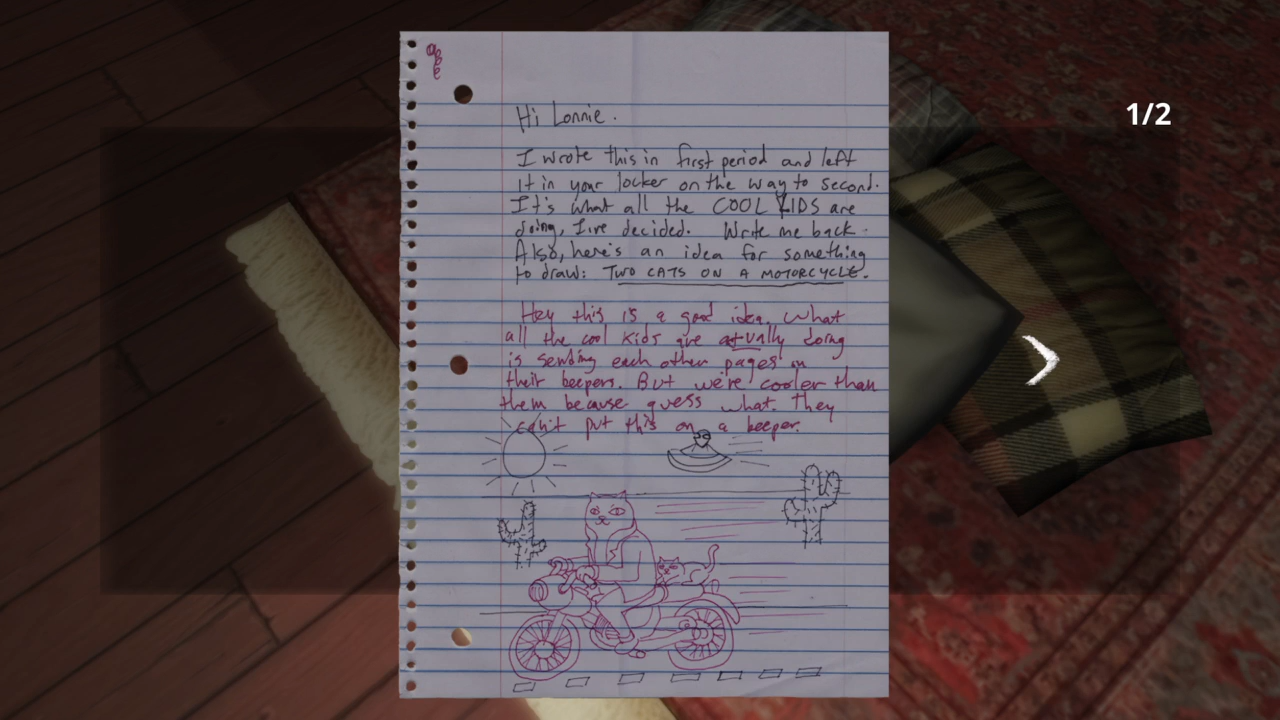 1/2
Hi Lonnie.
I wrote this in first period and left
it in your locker on the way to second.
It's what all the COOL KIDS are
doing, I've decided. Write me back.
Also, here's an idea for something
to draw: TWO CATS ON A MOTORCYCLE.
Hey this is a good idea. What
all the cool kids are actually doing
is sending each other pages on
their beepers. But we're cooler than
them because guess what. They
can't put this on a beeper.